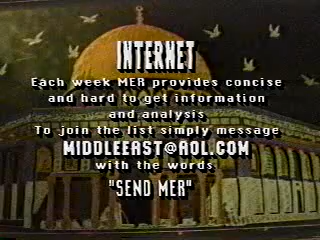 INTERNET
Each week MER provides concise
and hard to get information
and analysis
To join the list simply message
MIDDLEEAST@AOL.COM
with the words
"SEND MER"